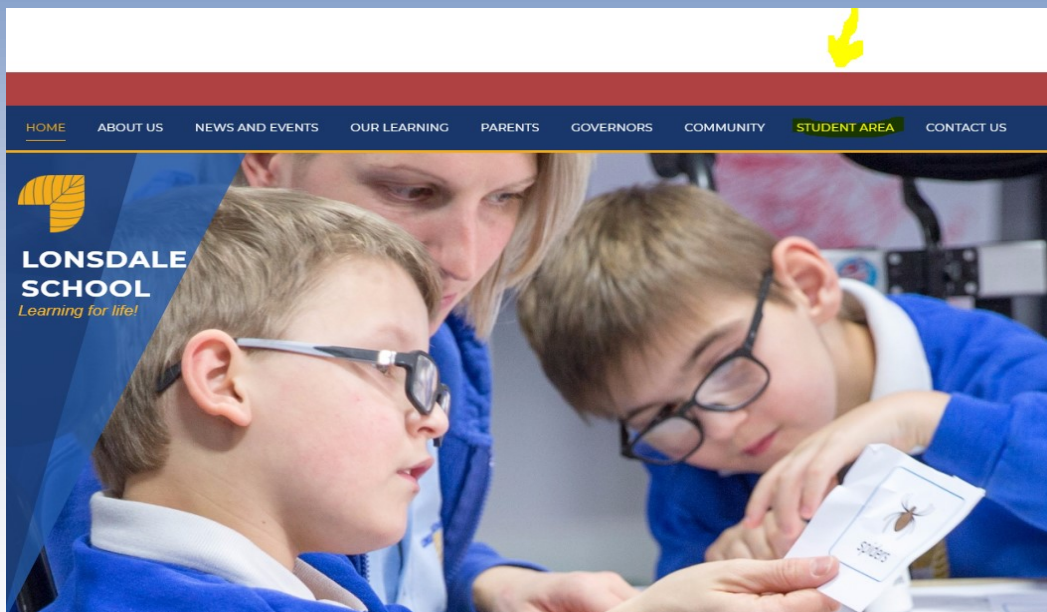 HOME ABOUT US NEWS AND EVENTS OUR LEARNING PARENTS GOVERNORS COMMUNITY STUDENT AREA CONTACT US
LONSDALE
SCHOOL
Learning for life!
spiders